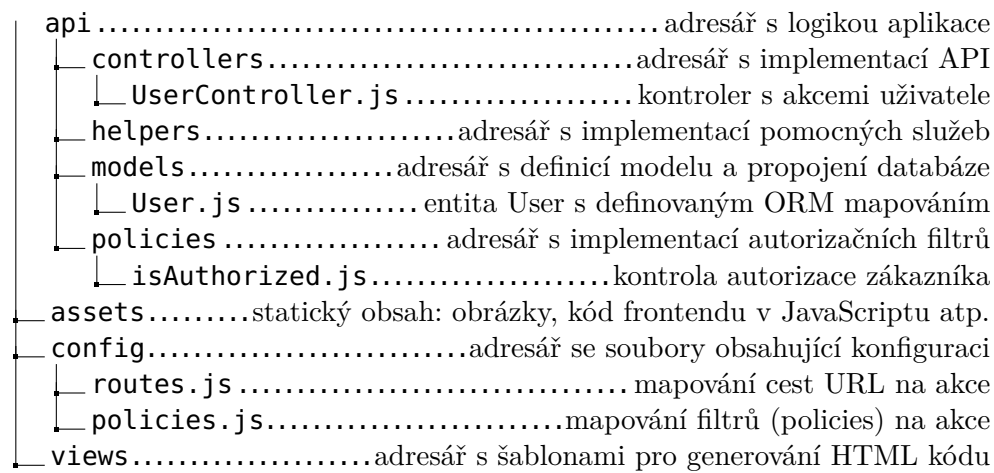 api................................................adresář s logikou aplikace
controllers...............................adresář s implementací API
UserController.js....................kontroler s akcemi uživatele
helpers......................adresář s implementací pomocných služeb
models..................adresář s definicí modelu a propojení databáze
User.js...............entita User s definovaným ORM mapováním
policies...................adresář s implementací autorizačních filtrů
isAuthorized.js.....................kontrola autorizace zákazníka
assets.........statický obsah: obrázky, kód frontendu v JavaScriptu atp.
config............................adresář se soubory obsahující konfiguraci
routes.js..................................mapování cest URL na akce
policies.js..........................mapování filtrů (policies) na akce
views.....................adresář s šablonami pro generování HTML kódu